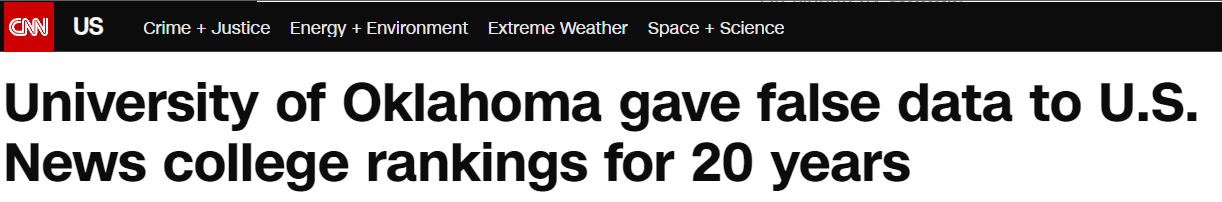 CNN US Crime + Justice Energy + Environment Extreme Weather Space + Science
University of Oklahoma gave false data to U.S.
News college rankings for 20 years